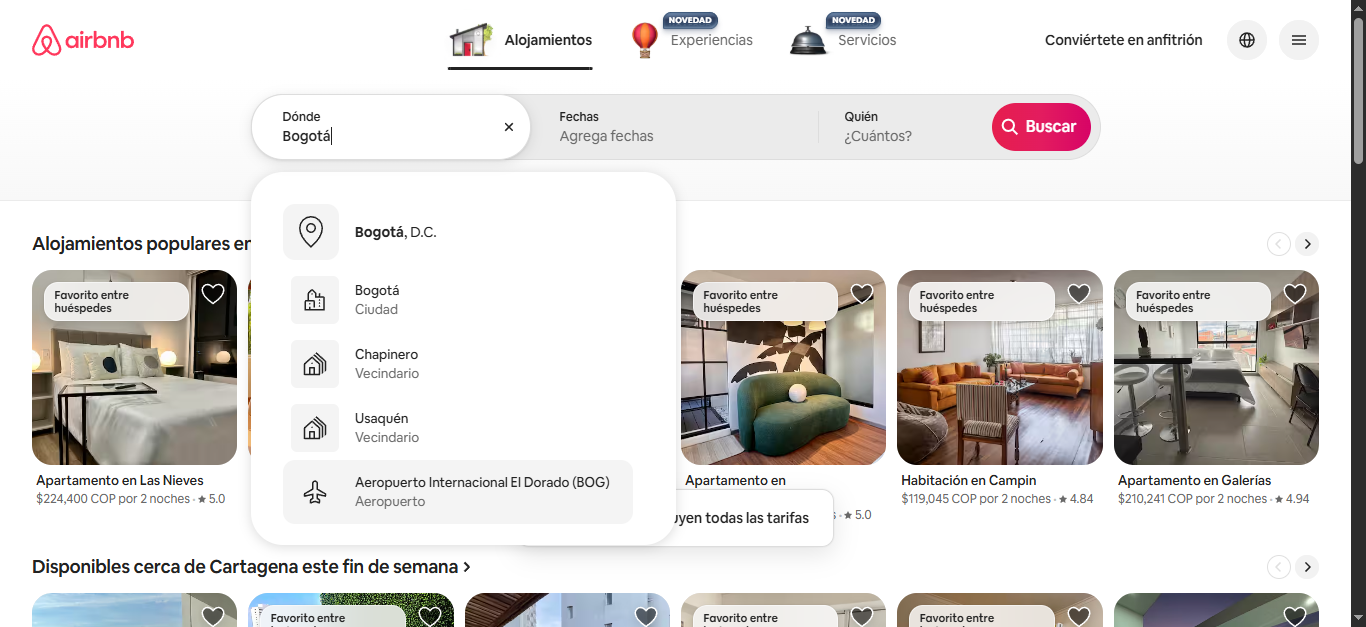 airbnb
Alojamientos
NOVEDAD
Experiencias
NOVEDAD
Servicios
Conviértete en anfitrión
Dónde
Bogotá
Fechas
Agrega fechas
Quién
¿Cuántos?
Buscar
Bogotá, D.C.
Bogotá
Ciudad
Chapinero
Vecindario
Usaquén
Vecindario
Aeropuerto Internacional El Dorado (BOG)
Aeropuerto
Alojamientos populares en
Favorito entre
huéspedes
Favorito entre
huéspedes
Favorito entre
huéspedes
Favorito entre
huéspedes
Apartamento en Las Nieves
$224,400 COP por 2 noches · ★ 5.0
Apartamento en
· ★ 5.0
Habitación en Campin
$119,045 COP por 2 noches · ★ 4.84
Apartamento en Galerías
$210,241 COP por 2 noches · ★ 4.94
todas las tarifas
Disponibles cerca de Cartagena este fin de semana >
Favorito entre
Favorito entre
Favorito entre